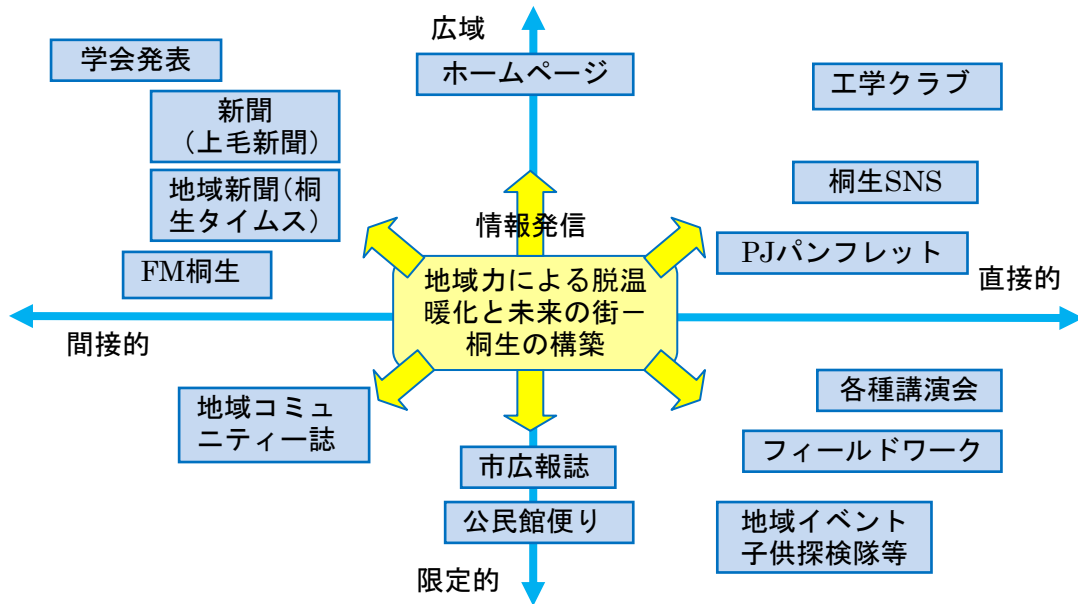 広域
学会発表
ホームページ
工学クラブ
新聞
（上毛新聞）
桐生SNS
地域新聞（桐
生タイムス）
情報発信
PJパンフレット
FM桐生
地域力による脱温
暖化と未来の街－
桐生の構築
直接的
間接的
各種講演会
地域コミュ
ニティー誌
フィールドワーク
市広報誌
公民館便り
地域イベント
子供探検隊等
限定的